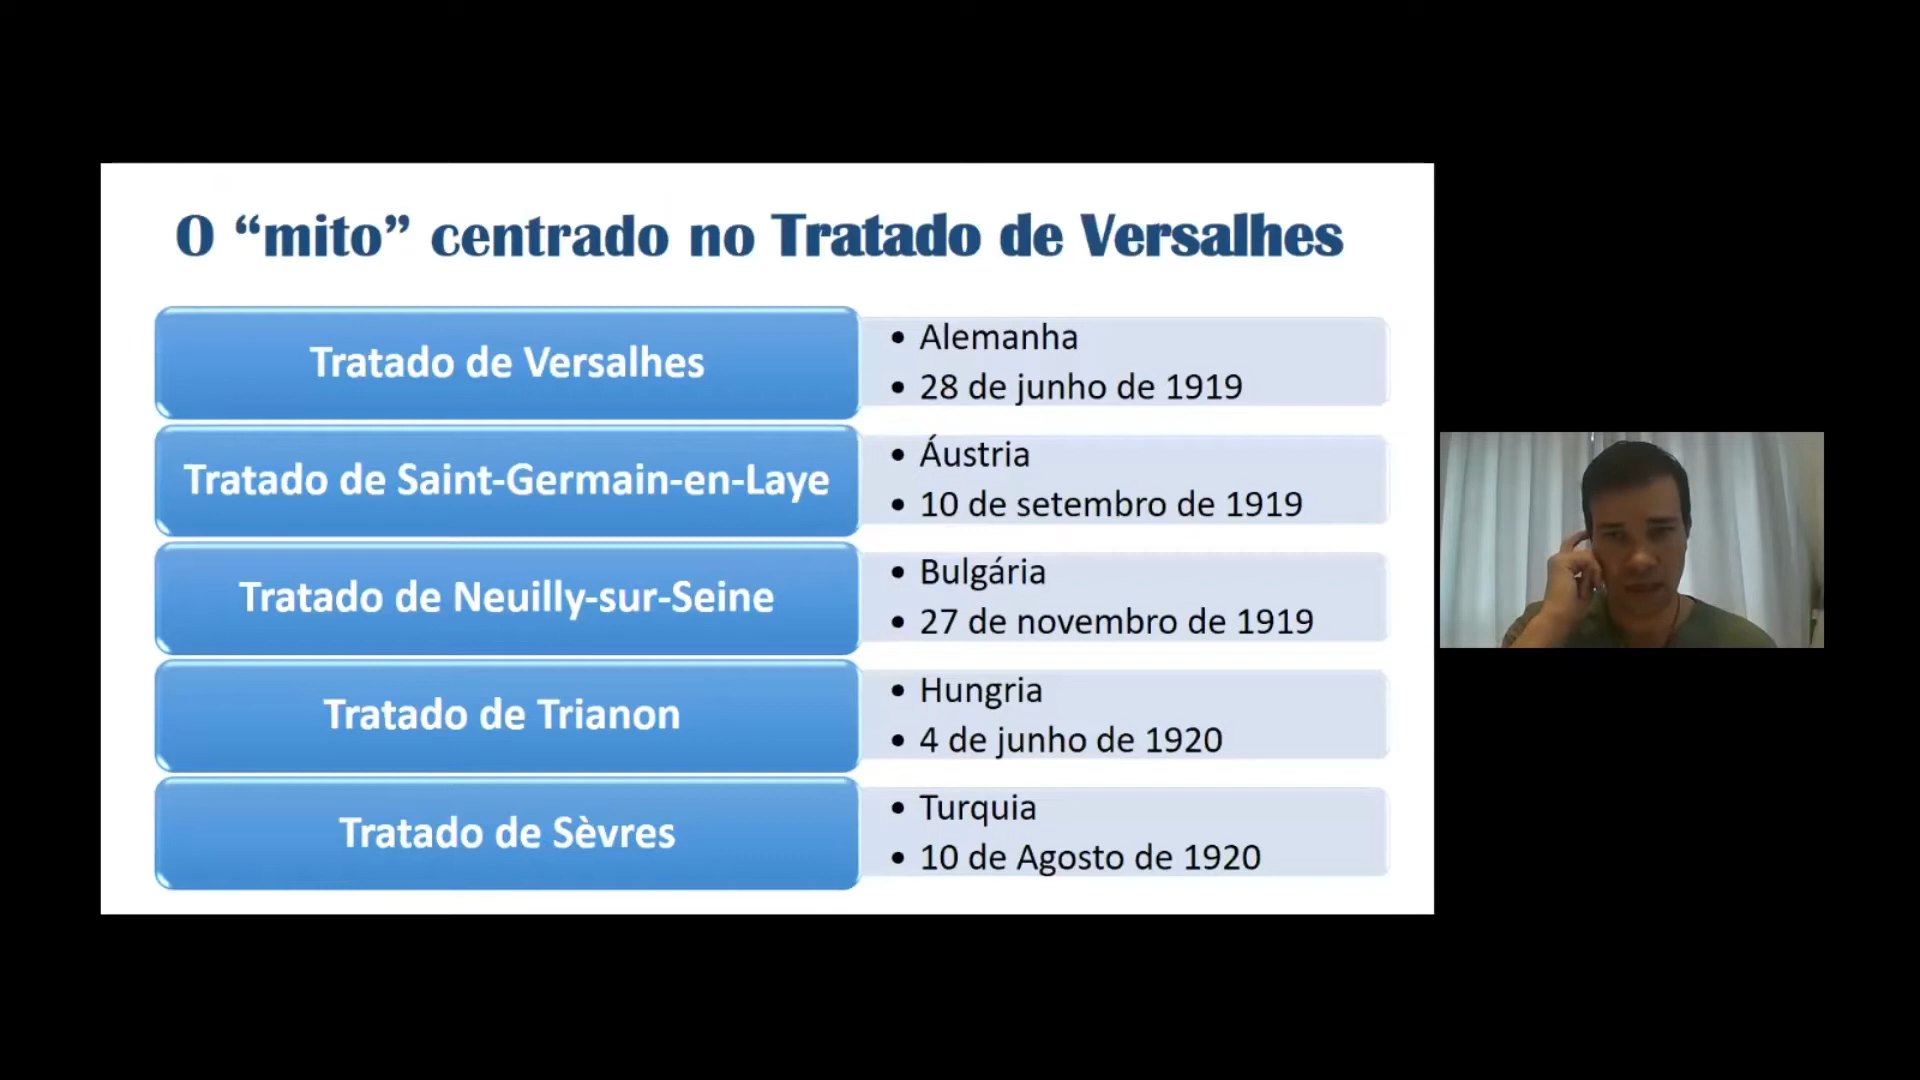 O “mito” centrado no Tratado de Versalhes
Tratado de Versalhes
• Alemanha
• 28 de junho de 1919
Tratado de Saint-Germain-en-Laye
• Áustria
• 10 de setembro de 1919
Tratado de Neuilly-sur-Seine
• Bulgária
• 27 de novembro de 1919
Tratado de Trianon
• Hungria
• 4 de junho de 1920
Tratado de Sèvres
• Turquia
• 10 de Agosto de 1920